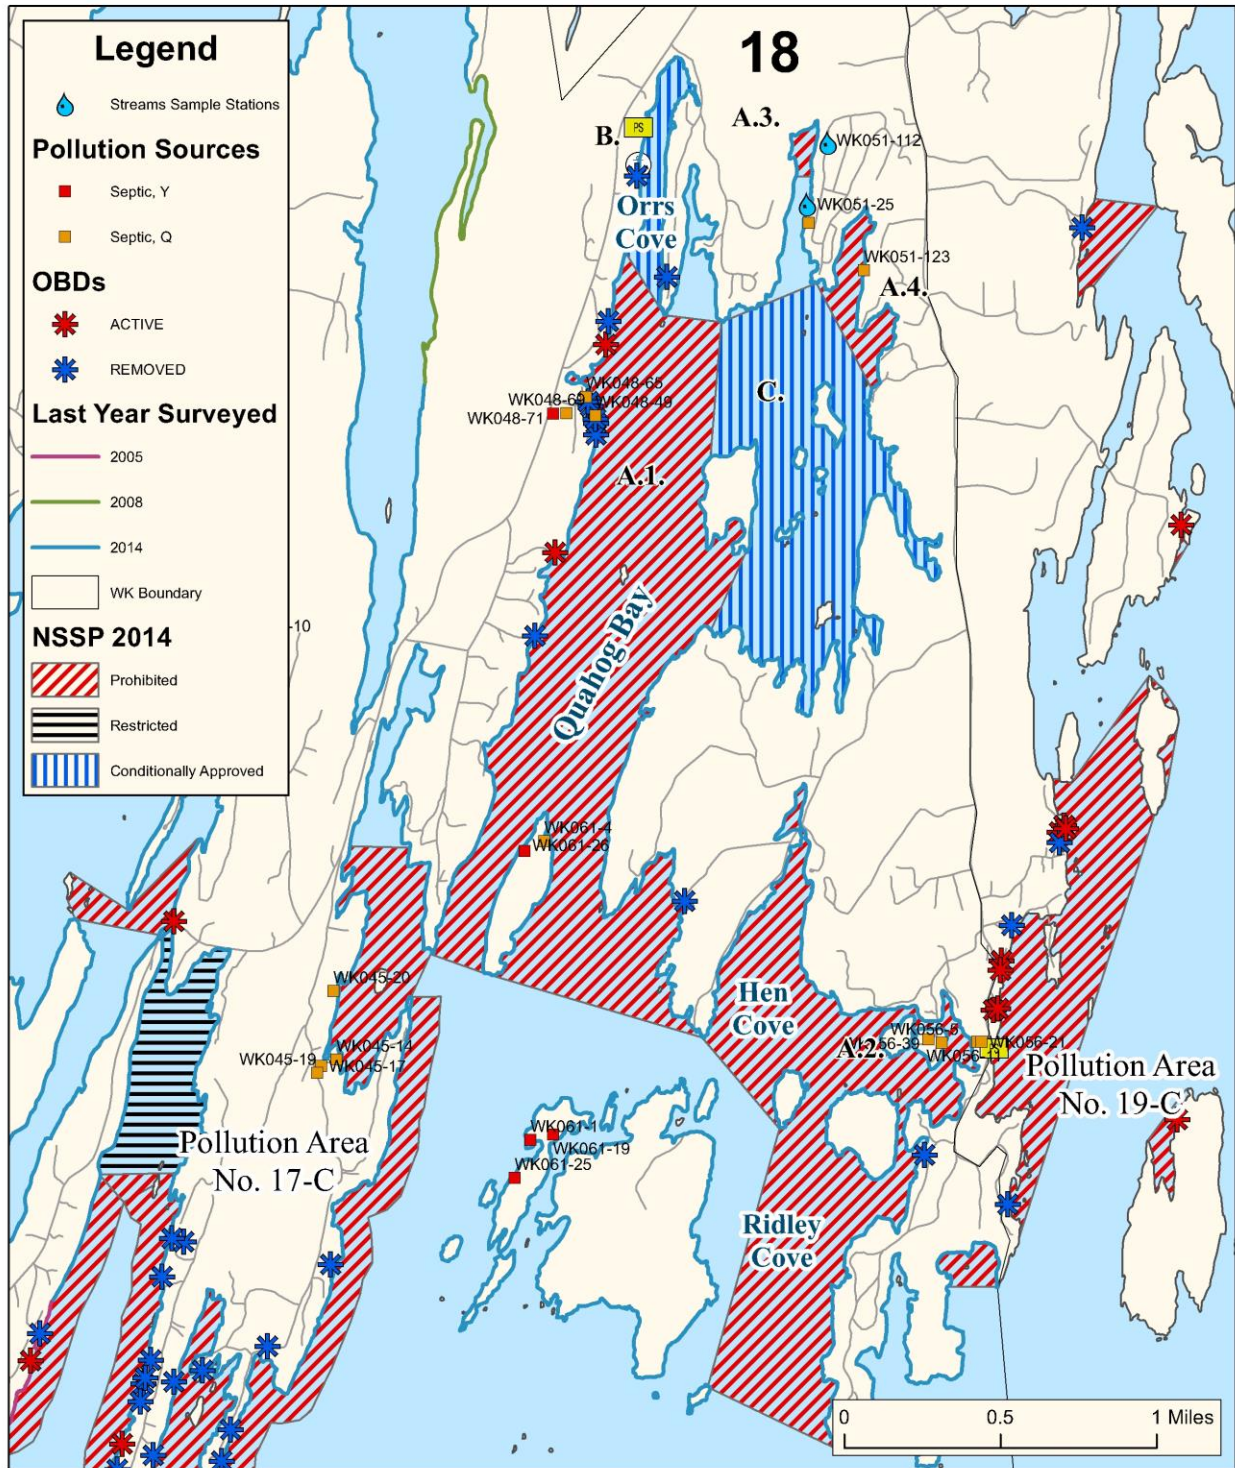 Legend
Streams Sample Stations
Pollution Sources
Septic, Y
Septic, Q
OBDs
ACTIVE
REMOVED
Last Year Surveyed
2005
2008
2014
WK Boundary
NSSP 2014
Prohibited
Restricted
Conditionally Approved
18
A.3.
WK051-112
B.
PS
Orrs
Cove
WK051-25
WK051-123
A.4.
WK048-65
WK048-69
WK048-49
WK048-71
C.
A.1.
-10
Quahog Bay
WK061-4
WK061-26
WK045-20
WK045-14
WK045-19
WK045-17
Hen
Cove
WK056-5
56-39
A.2.
WK056-
WK056-21
Pollution Area
No. 19-C
Pollution Area
No. 17-C
WK061-1
WK061-19
WK061-25
Ridley
Cove
0 0.5 1 Miles